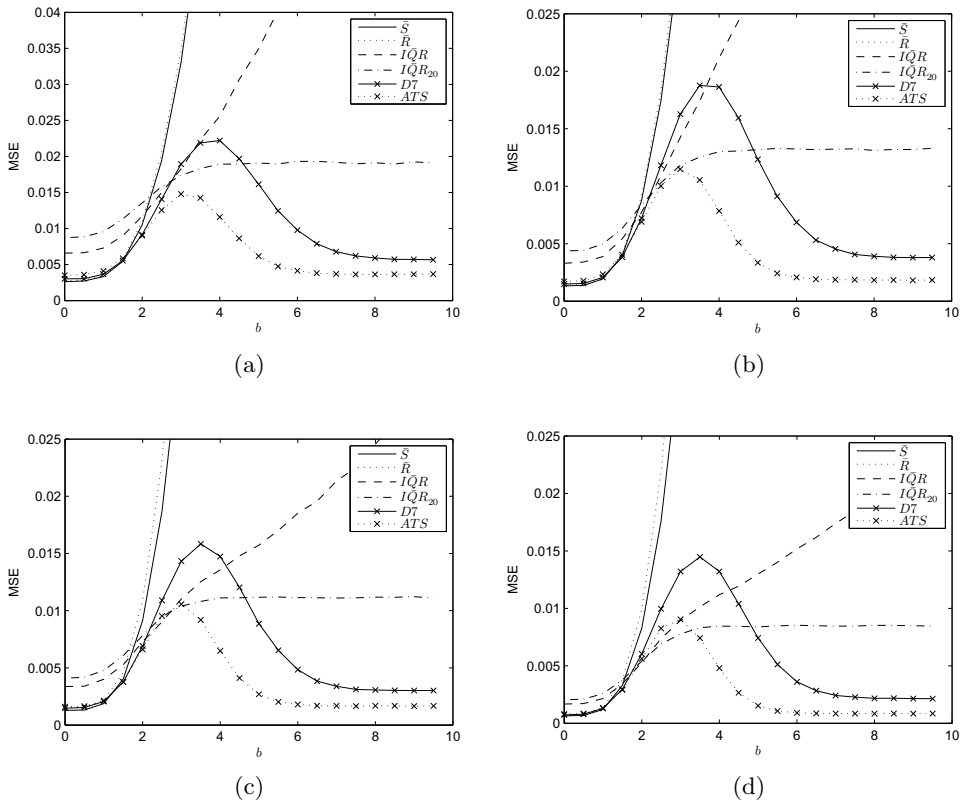 0.04
0.035
0.03
0.025
0.02
0.015
0.01
0.005
0
MSE
0 2 4 6 8 10
b
S̄
R̄
IQ̄R
IQ̄R₂₀
D7
ATS
(a)
0.025
0.02
0.015
0.01
0.005
0
MSE
0 2 4 6 8 10
b
S̄
R̄
IQ̄R
IQ̄R₂₀
D7
ATS
(b)
0.025
0.02
0.015
0.01
0.005
0
MSE
0 2 4 6 8 10
b
S̄
R̄
IQ̄R
IQ̄R₂₀
D7
ATS
(c)
0.025
0.02
0.015
0.01
0.005
0
MSE
0 2 4 6 8 10
b
S̄
R̄
IQ̄R
IQ̄R₂₀
D7
ATS
(d)